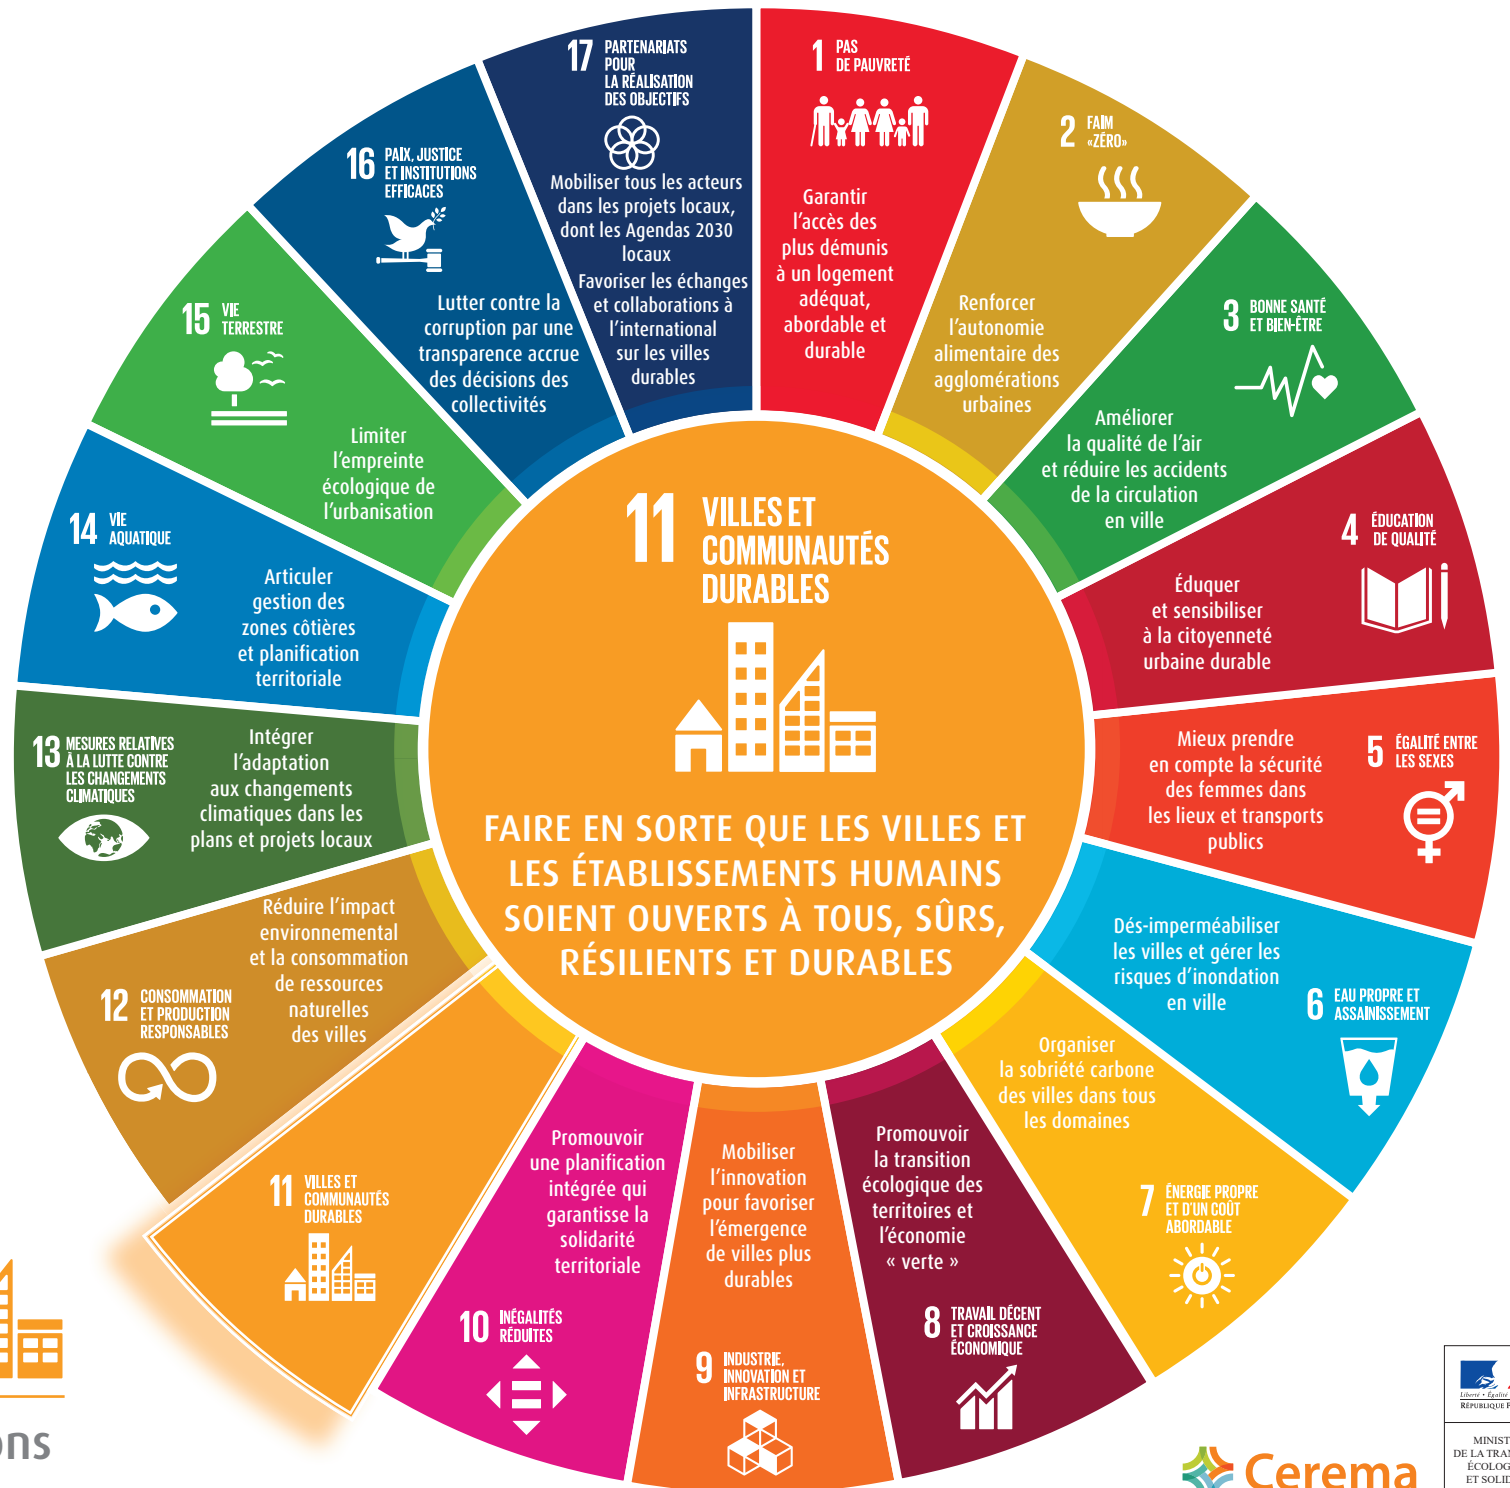 1 PAS
DE PAUVRETÉ
Garantir
l'accès des
plus démunis
à un logement
adéquat,
abordable et
durable
2 FAIM
«ZÉRO»
Renforcer
l'autonomie
alimentaire des
agglomérations
urbaines
3 BONNE SANTÉ
ET BIEN-ÊTRE
Améliorer
la qualité de l'air
et réduire les accidents
de la circulation
en ville
4 ÉDUCATION
DE QUALITÉ
Éduquer
et sensibiliser
à la citoyenneté
urbaine durable
5 ÉGALITÉ ENTRE
LES SEXES
Mieux prendre
en compte la sécurité
des femmes dans
les lieux et transports
publics
6 EAU PROPRE ET
ASSAINISSEMENT
Dés-imperméabiliser
les villes et gérer les
risques d'inondation
en ville
7 ÉNERGIE PROPRE
ET D'UN COÛT
ABORDABLE
Organiser
la sobriété carbone
des villes dans tous
les domaines
8 TRAVAIL DÉCENT
ET CROISSANCE
ÉCONOMIQUE
Promouvoir
la transition
écologique des
territoires et
l'économie
« verte »
9 INDUSTRIE,
INNOVATION ET
INFRASTRUCTURE
Mobiliser
l'innovation
pour favoriser
l'émergence
de villes plus
durables
10 INÉGALITÉS
RÉDUITES
Promouvoir
une planification
intégrée qui
garantisse la
solidarité
territoriale
11 VILLES ET
COMMUNAUTÉS
DURABLES
12 CONSOMMATION
ET PRODUCTION
RESPONSABLES
Réduire l'impact
environnemental
et la consommation
de ressources
naturelles
des villes
13 MESURES RELATIVES
À LA LUTTE CONTRE
LES CHANGEMENTS
CLIMATIQUES
Intégrer
l'adaptation
aux changements
climatiques dans les
plans et projets locaux
14 VIE
AQUATIQUE
Articuler
gestion des
zones côtières
et planification
territoriale
15 VIE
TERRESTRE
Limiter
l'empreinte
écologique de
l'urbanisation
16 PAIX, JUSTICE
ET INSTITUTIONS
EFFICACES
Lutter contre la
corruption par une
transparence accrue
des décisions des
collectivités
17 PARTENARIATS
POUR
LA RÉALISATION
DES OBJECTIFS
Mobiliser tous les acteurs
dans les projets locaux,
dont les Agendas 2030
locaux
Favoriser les échanges
et collaborations à
l'international
sur les villes
durables
11 VILLES ET
COMMUNAUTÉS
DURABLES
FAIRE EN SORTE QUE LES VILLES ET
LES ÉTABLISSEMENTS HUMAINS
SOIENT OUVERTS À TOUS, SÛRS,
RÉSILIENTS ET DURABLES
ons
Cerema
Liberté • Égalité
RÉPUBLIQUE F
MINIST
DE LA TRAN
ÉCOLOG
ET SOLID